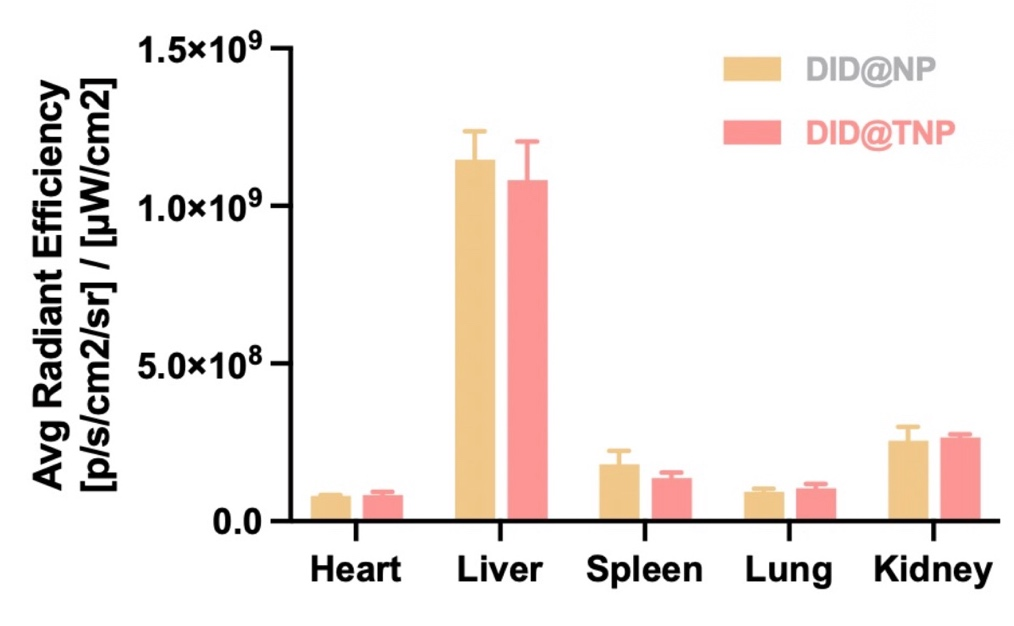 1.5×10⁹
1.0×10⁹
5.0×10⁸
0.0
Avg Radiant Efficiency
[p/s/cm2/sr] / [µW/cm2]
DID@NP
DID@TNP
Heart Liver Spleen Lung Kidney